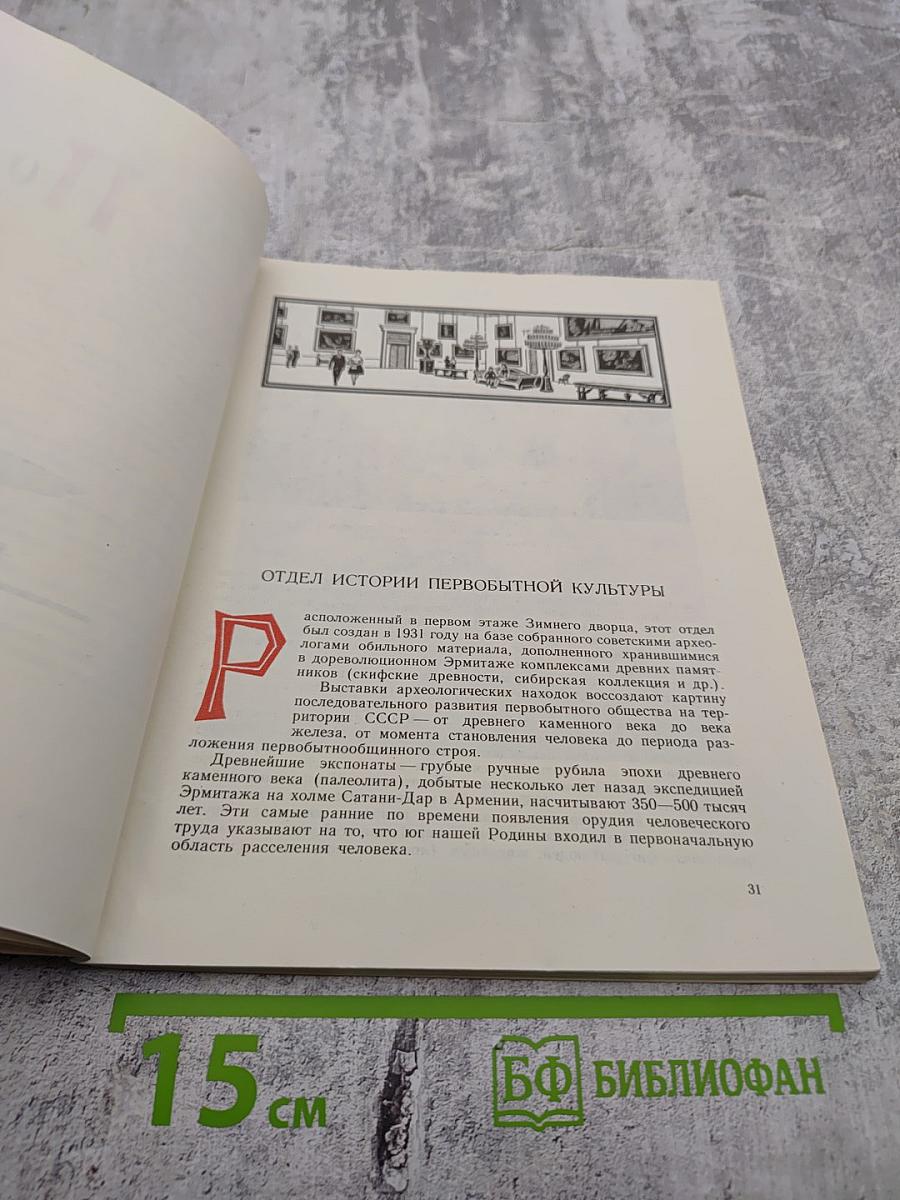 ОТДЕЛ ИСТОРИИ ПЕРВОБЫТНОЙ КУЛЬТУРЫ
Расположенный в первом этаже Зимнего дворца, этот отдел
был создан в 1931 году на базе собранного советскими архео-
логами обильного материала, дополненного хранившимися
в дореволюционном Эрмитаже комплексами древних памят-
ников (скифские древности, сибирская коллекция и др.).
Выставки археологических находок воссоздают картину
последовательного развития первобытного общества на тер-
ритории СССР — от древнего каменного века до века
железа, от момента становления человека до периода раз-
ложения первобытнообщинного строя.
Древнейшие экспонаты — грубые ручные рубила эпохи древнего
каменного века (палеолита), добытые несколько лет назад экспедицией
Эрмитажа на холме Сатани-Дар в Армении, насчитывают 350—500 тысяч
лет. Эти самые ранние по времени появления орудия человеческого
труда указывают на то, что юг нашей Родины входил в первоначальную
область расселения человека.
31
15 см
БФ БИБЛИОФАН